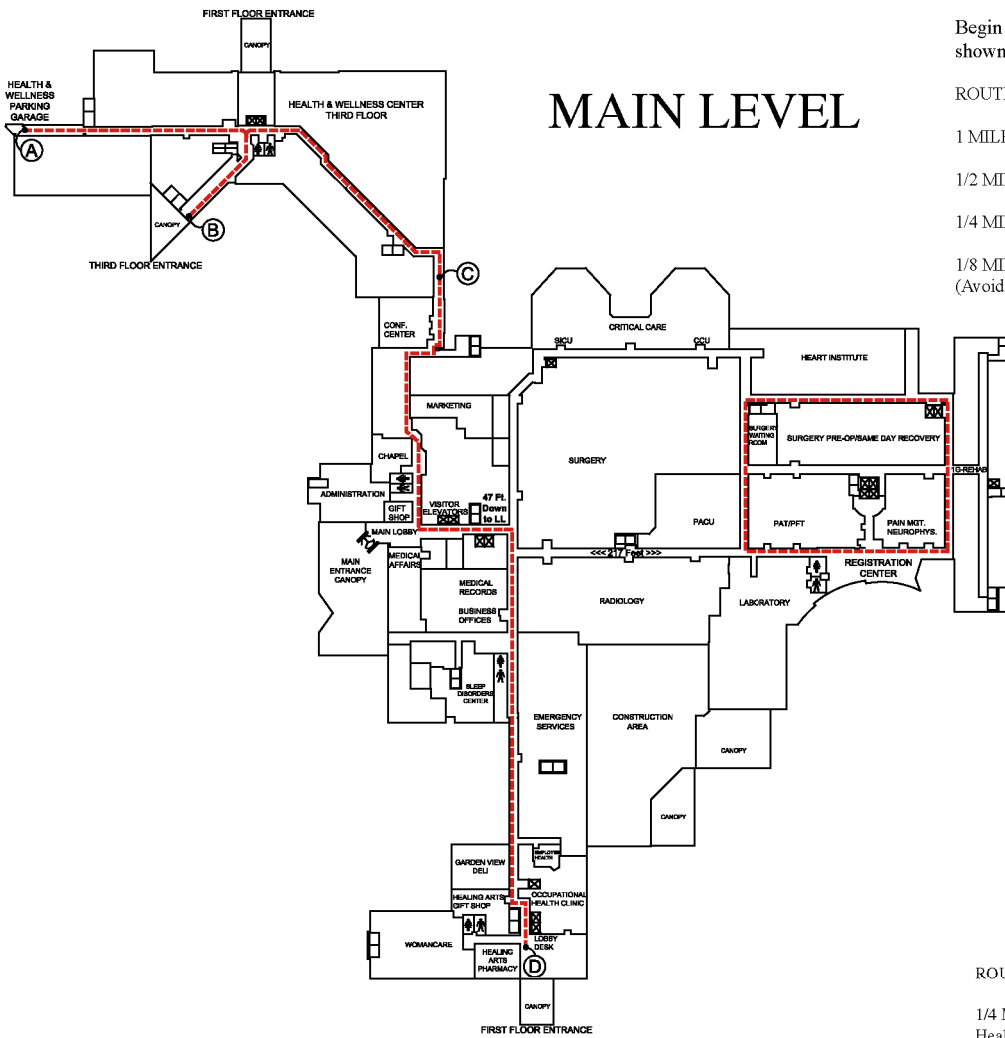 FIRST FLOOR ENTRANCE
CANOPY
Begin
shown
HEALTH &
WELLNESS
PARKING
GARAGE
HEALTH & WELLNESS CENTER
THIRD FLOOR
MAIN LEVEL
ROUT
1 MILE
1/2 MI
1/4 MI
1/8 MI
(Avoid
A
B
CANOPY
THIRD FLOOR ENTRANCE
C
CONF.
CENTER
CRITICAL CARE
SICU
CCU
HEART INSTITUTE
MARKETING
SURGERY
WAITING
ROOM
SURGERY PRE-OP/SAME DAY RECOVERY
CHAPEL
SURGERY
1G-REHAB
ADMINISTRATION
GIFT
SHOP
VISITOR
ELEVATORS
47 Ft.
Down
to LL
PACU
PAT/PFT
PAIN MGT.
NEUROPHYS.
MAIN LOBBY
MAIN
ENTRANCE
CANOPY
MEDICAL
AFFAIRS
<<< 217 Feet >>>
REGISTRATION
CENTER
MEDICAL
RECORDS
BUSINESS
OFFICES
RADIOLOGY
LABORATORY
SLEEP
DISORDERS
CENTER
EMERGENCY
SERVICES
CONSTRUCTION
AREA
CANOPY
CANOPY
EMPLOYEE
HEALTH
GARDEN VIEW
DELI
HEALING ARTS
GIFT SHOP
OCCUPATIONAL
HEALTH CLINIC
WOMANCARE
LOBBY
DESK
HEALING
ARTS
PHARMACY
D
CANOPY
FIRST FLOOR ENTRANCE
ROU
1/4 M
Heal